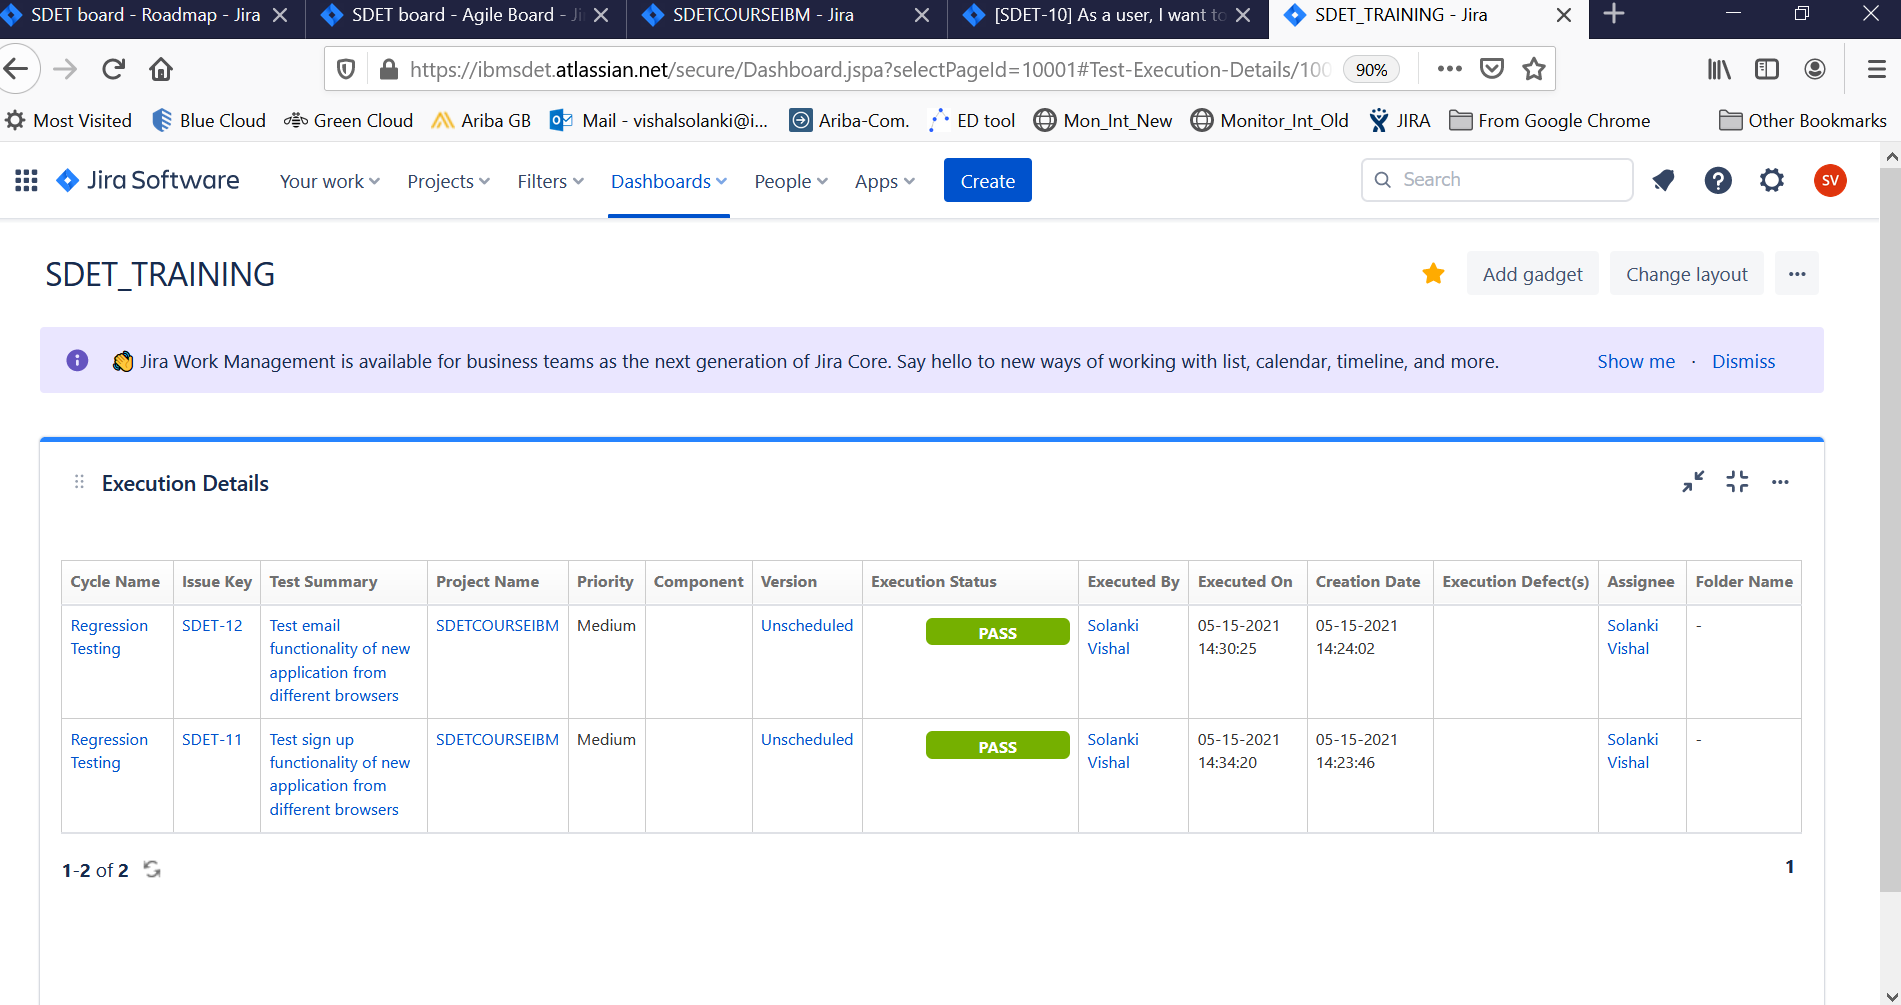 SDET board - Roadmap - Jira
SDET board - Agile Board - Ji
SDETCOURSEIBM - Jira
[SDET-10] As a user, I want to
SDET_TRAINING - Jira
https://ibmsdet.atlassian.net/secure/Dashboard.jspa?selectPageId=10001#Test-Execution-Details/100
90%
Most Visited
Blue Cloud
Green Cloud
Ariba GB
Mail - vishalsolanki@i...
Ariba-Com.
ED tool
Mon_Int_New
Monitor_Int_Old
JIRA
From Google Chrome
Other Bookmarks
Jira Software
Your work
Projects
Filters
Dashboards
People
Apps
Create
Search
SV
SDET_TRAINING
Add gadget
Change layout
Jira Work Management is available for business teams as the next generation of Jira Core. Say hello to new ways of working with list, calendar, timeline, and more.
Show me · Dismiss
Execution Details
Cycle Name
Issue Key
Test Summary
Project Name
Priority
Component
Version
Execution Status
Executed By
Executed On
Creation Date
Execution Defect(s)
Assignee
Folder Name
Regression
Testing
SDET-12
Test email
functionality of new
application from
different browsers
SDETCOURSEIBM
Medium
Unscheduled
PASS
Solanki
Vishal
05-15-2021
14:30:25
05-15-2021
14:24:02
Solanki
Vishal
-
Regression
Testing
SDET-11
Test sign up
functionality of new
application from
different browsers
SDETCOURSEIBM
Medium
Unscheduled
PASS
Solanki
Vishal
05-15-2021
14:34:20
05-15-2021
14:23:46
Solanki
Vishal
-
1-2 of 2
1